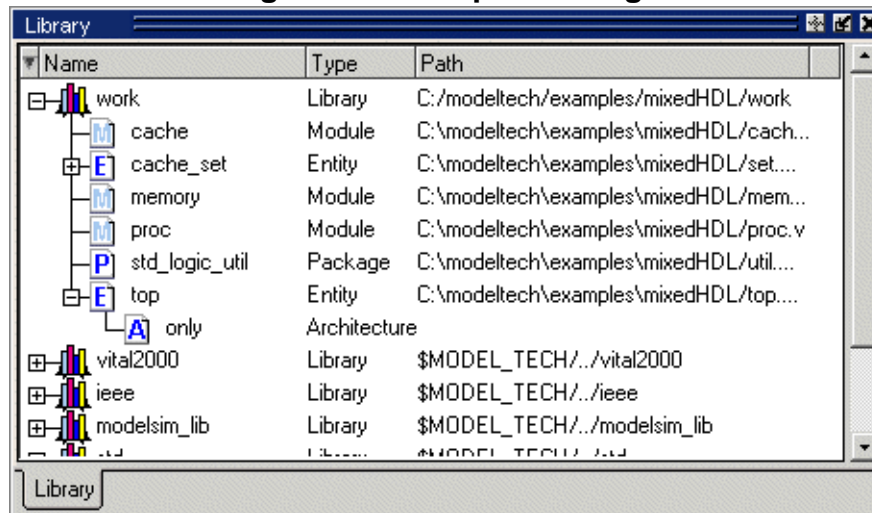 Library
Name Type Path
work Library C:/modeltech/examples/mixedHDL/work
M cache Module C:\modeltech\examples\mixedHDL/cach...
E cache_set Entity C:\modeltech\examples\mixedHDL/set....
M memory Module C:\modeltech\examples\mixedHDL/mem...
M proc Module C:\modeltech\examples\mixedHDL/proc.v
P std_logic_util Package C:\modeltech\examples\mixedHDL/util....
E top Entity C:\modeltech\examples\mixedHDL/top....
A only Architecture
vital2000 Library $MODEL_TECH/../vital2000
ieee Library $MODEL_TECH/../ieee
modelsim_lib Library $MODEL_TECH/../modelsim_lib
Library